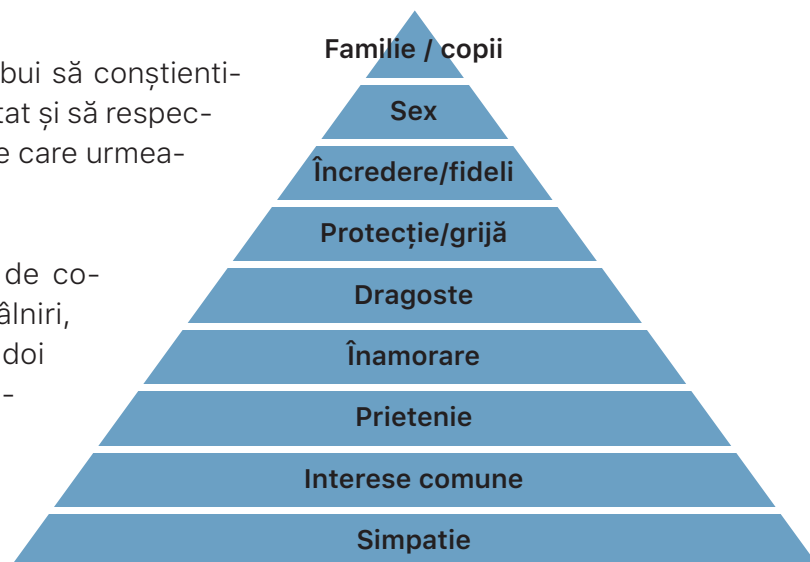 bui să conștienti-
tat și să respec-
e care urmea-
de co-
âlniri,
doi
-
Familie / copii
Sex
Încredere/fideli
Protecție/grijă
Dragoste
Înamorare
Prietenie
Interese comune
Simpatie